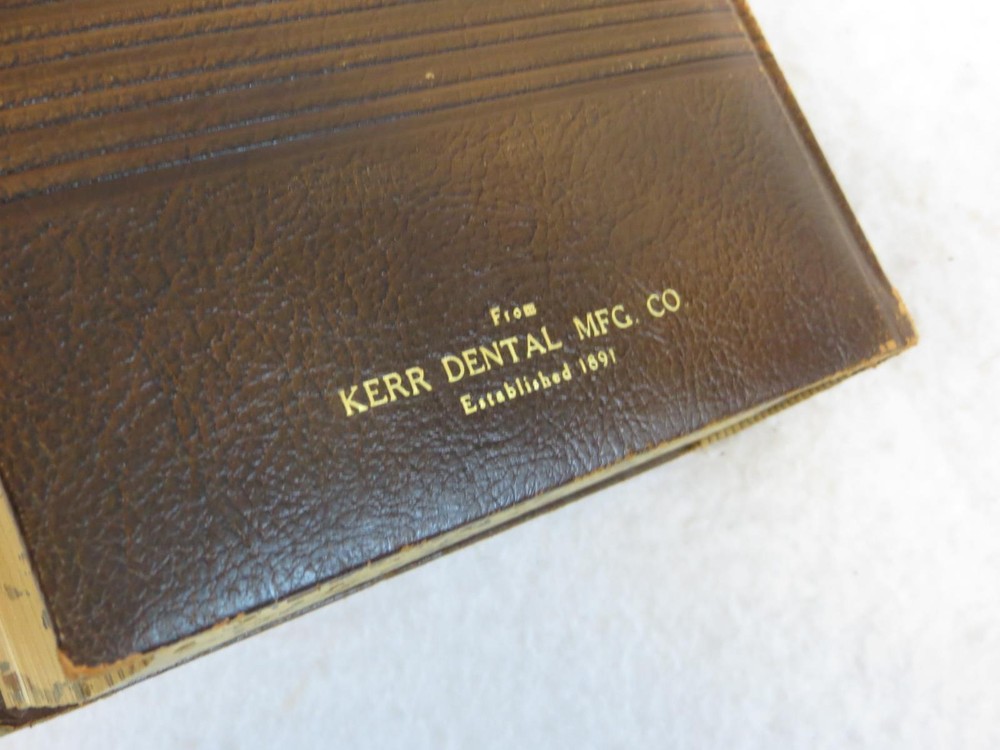 From
KERR DENTAL MFG. CO.
Established 1891